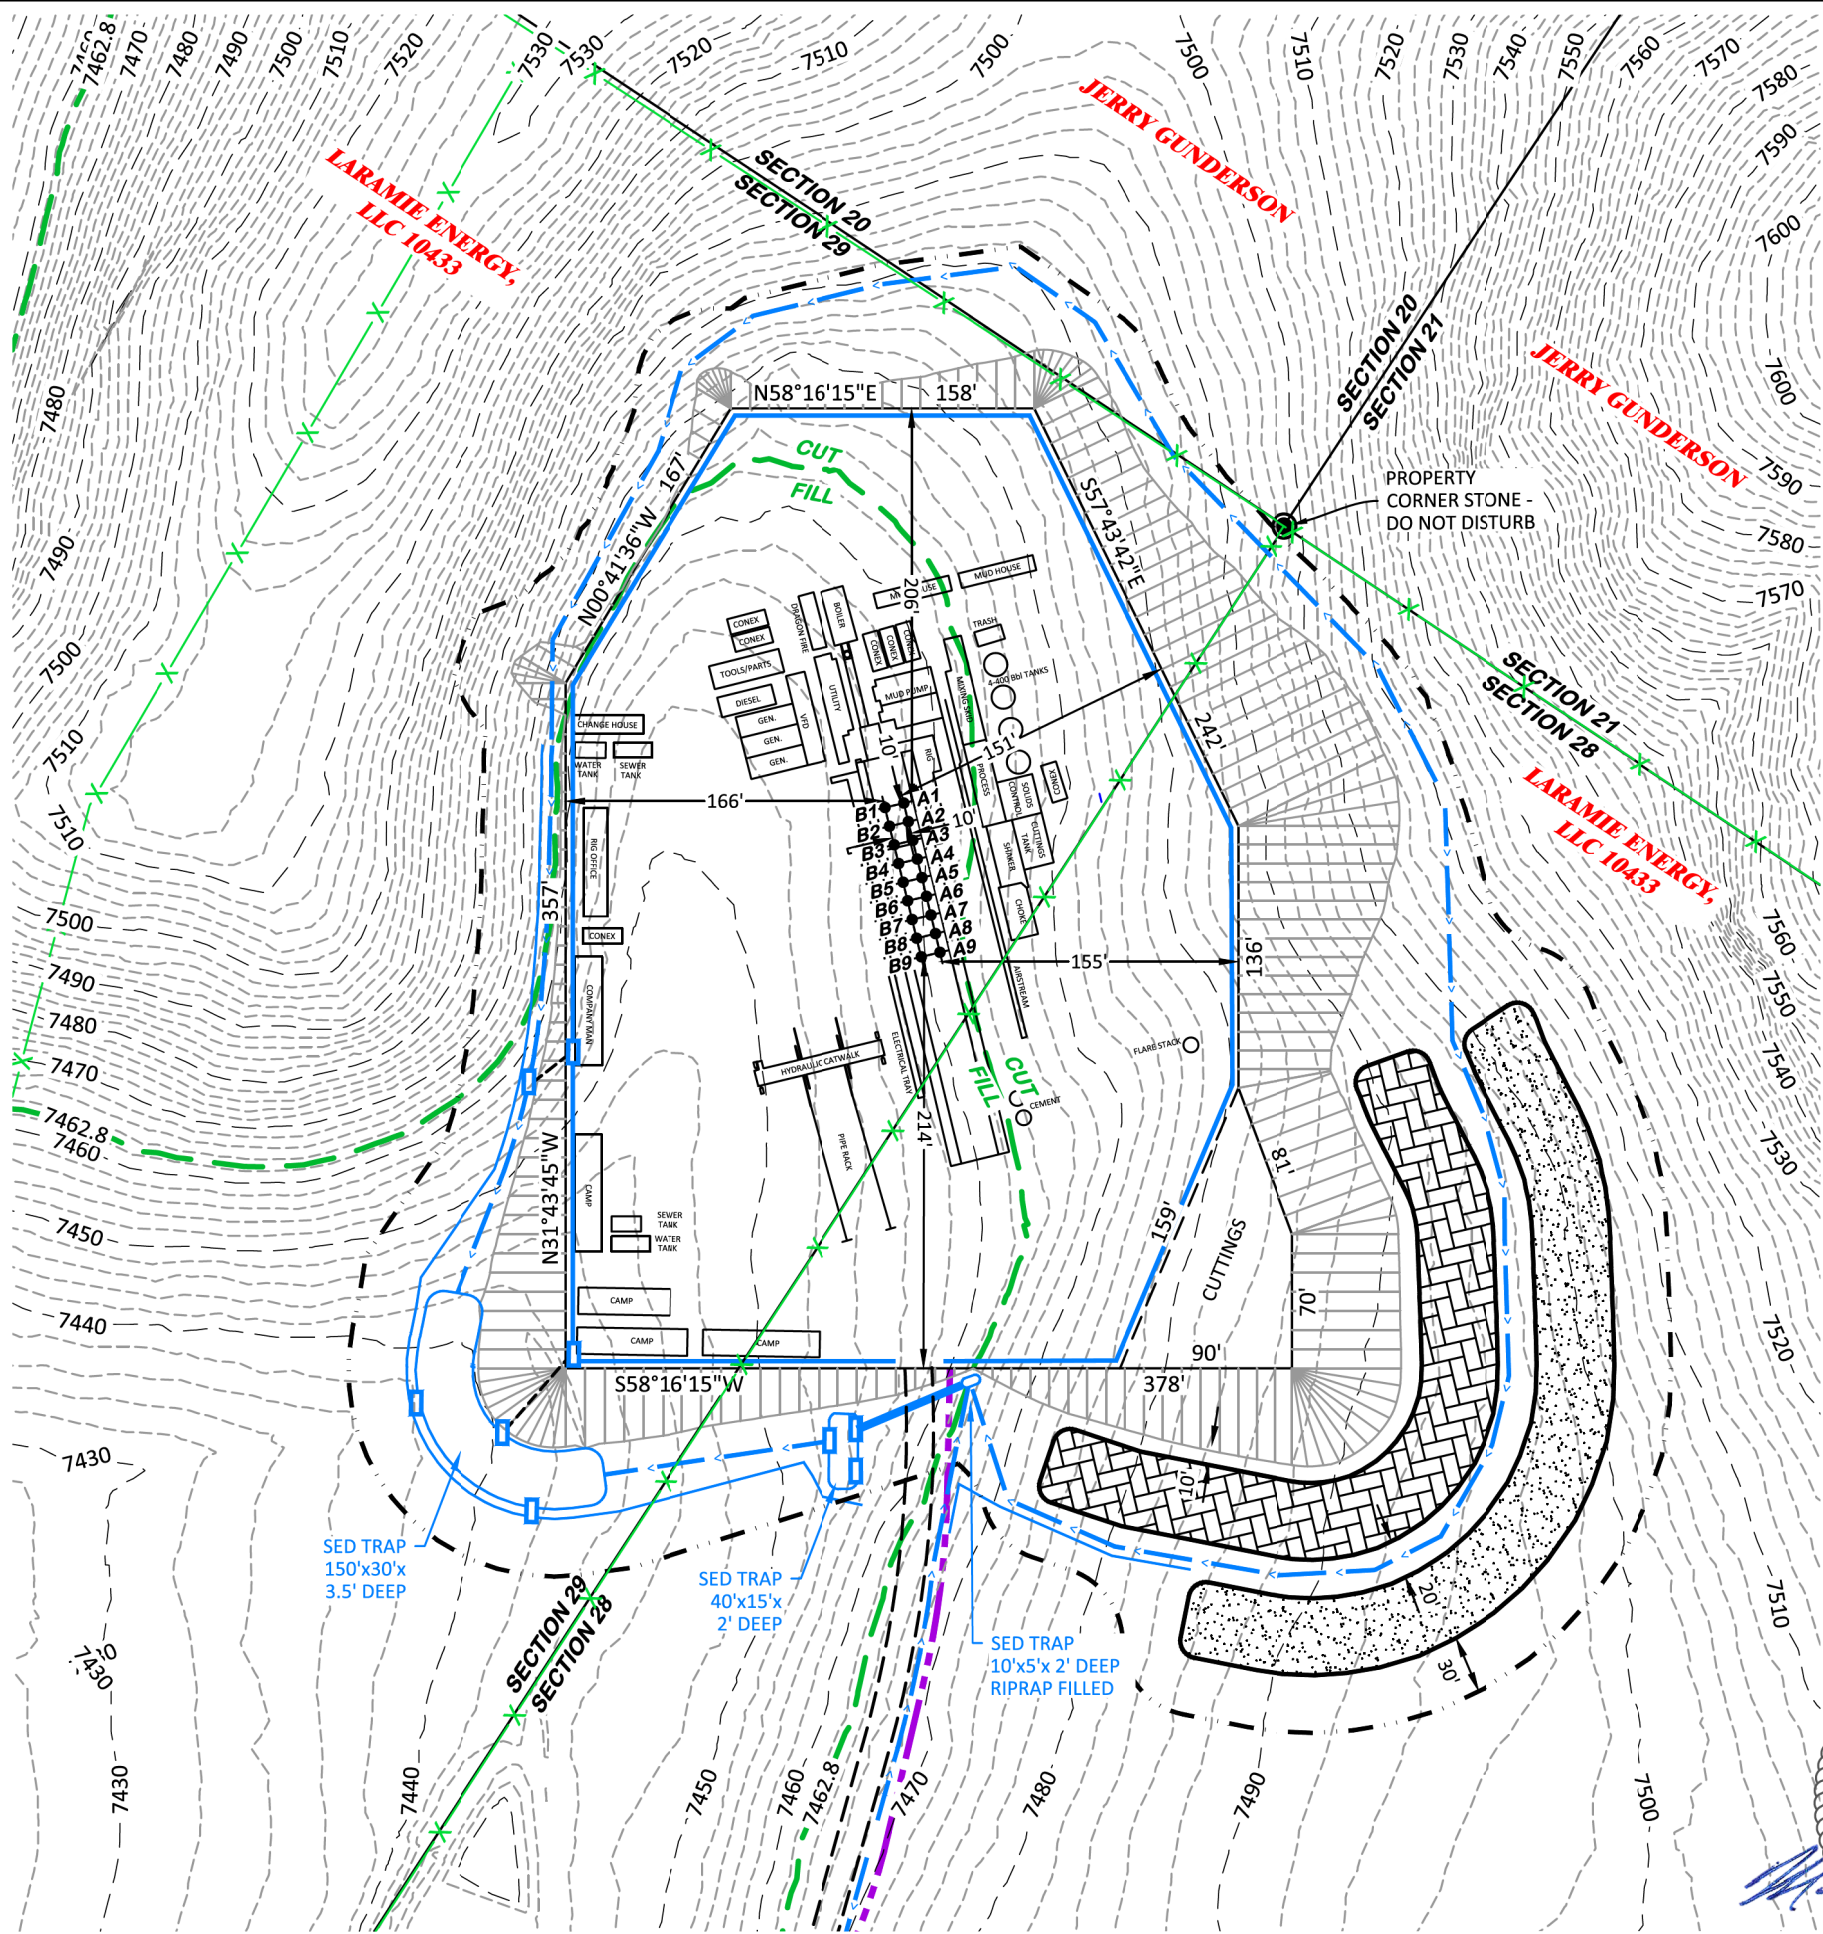 7462.8
7470
7480
7490
7500
7510
7520
7530
7530
7520
7510
7500
7500
7510
7520
7530
7540
7550
7560
7570
7580
7590
7600
7600
7590
7580
7570
LARAMIE ENERGY,
LLC 10433
JERRY GUNDERSON
SECTION 20
SECTION 29
SECTION 20
SECTION 21
JERRY GUNDERSON
PROPERTY
CORNER STONE -
DO NOT DISTURB
SECTION 21
SECTION 28
LARAMIE ENERGY,
LLC 10433
7480
7490
7500
7510
7510
7500
7490
7480
7470
7462.8
7460
7450
7440
7430
N58°16'15"E 158'
CUT
FILL
167'
N00°41'36"W
S57°43'42"E
242'
206'
MUD HOUSE
CONEX
CONEX
TOOLS/PARTS
DIESEL
GEN.
GEN.
GEN.
VFD
UTILITY
DRAGON FIRE
BOILER
CONEX
CONEX
CONEX
MUD PUMP
MIXING SKID
TRASH
4-400 Bbl TANKS
RIG
10'
151'
PROCESS
SOLIDS
CONTROL
CONEX
CUTTINGS
TANK
SHAKER
CHOKE
CHANGE HOUSE
WATER
TANK
SEWER
TANK
166'
RIG OFFICE
CONEX
COMPANY MAN
357'
N31°43'45"W
B1
B2
B3
B4
B5
B6
B7
B8
B9
A1
A2
A3
A4
A5
A6
A7
A8
A9
10'
155'
136'
AIRSTREAM
ELECTRICAL TRAY
HYDRAULIC CATWALK
PIPE RACK
FLARE STACK
CEMENT
CUT
FILL
214'
CAMP
SEWER
TANK
WATER
TANK
CAMP
CAMP
CAMP
81'
159'
CUTTINGS
70'
90'
378'
S58°16'15"W
10'
20'
30'
SED TRAP
150'x30'x
3.5' DEEP
SED TRAP
40'x15'x
2' DEEP
SED TRAP
10'x5'x 2' DEEP
RIPRAP FILLED
SECTION 29
SECTION 28
7560
7550
7540
7530
7520
7510
7500
7430
7430
7440
7450
7460
7462.8
7470
7480
7490